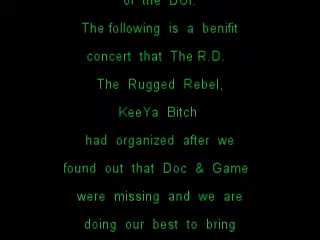 of the DOI.
The following is a benifit
concert that The R.D.
The Rugged Rebel,
KeeYa Bitch
had organized after we
found out that Doc & Game
were missing and we are
doing our best to bring